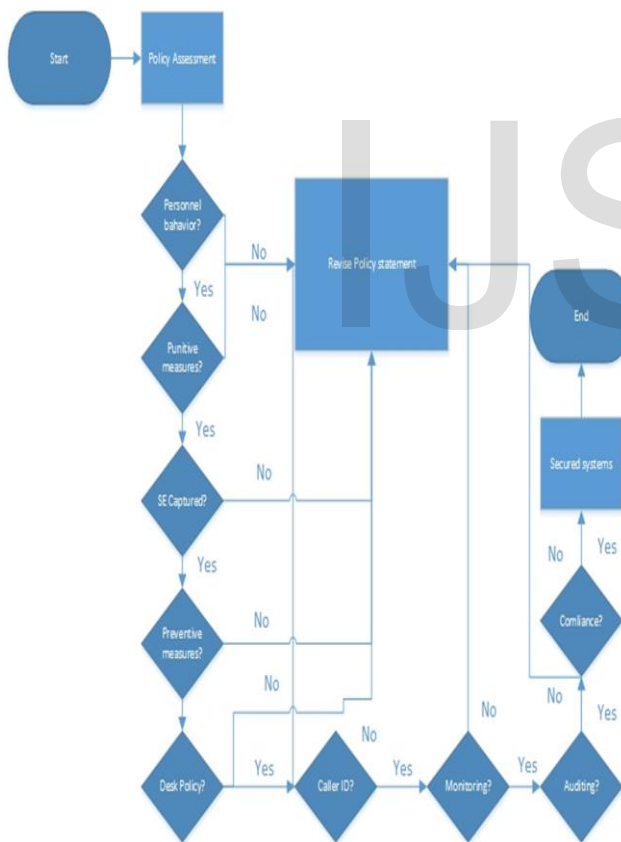 Start
Policy Assessment
IJS
Personnel
bahavior?
No
Revise Policy statement
Yes
No
End
Punitive
measures?
Yes
No
Secured systems
SE Captured?
Yes
No
Yes
Comliance?
No
Preventive
measures?
No
No
Yes
No
No
Desk Policy?
Yes
Caller ID?
Yes
Monitoring?
Yes
Auditing?